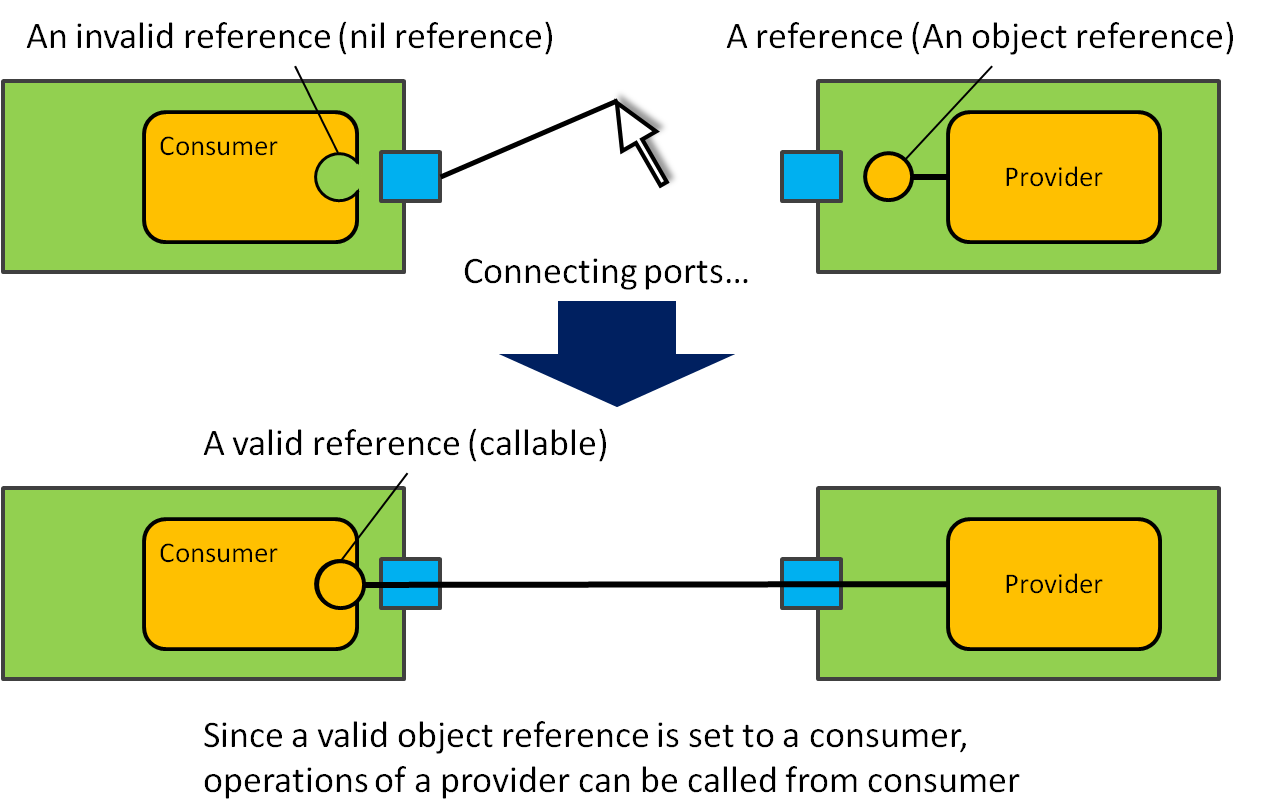 An invalid reference (nil reference)
A reference (An object reference)
Consumer
Provider
Connecting ports...
A valid reference (callable)
Consumer
Provider
Since a valid object reference is set to a consumer,
operations of a provider can be called from consumer